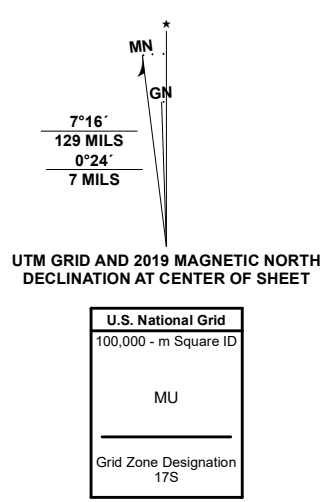 MN
GN
7°16´
129 MILS
0°24´
7 MILS
UTM GRID AND 2019 MAGNETIC NORTH
DECLINATION AT CENTER OF SHEET
U.S. National Grid
100,000 - m Square ID
MU
Grid Zone Designation
17S